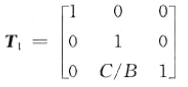 T₁ = [1 0 0
0 1 0
0 C/B 1]